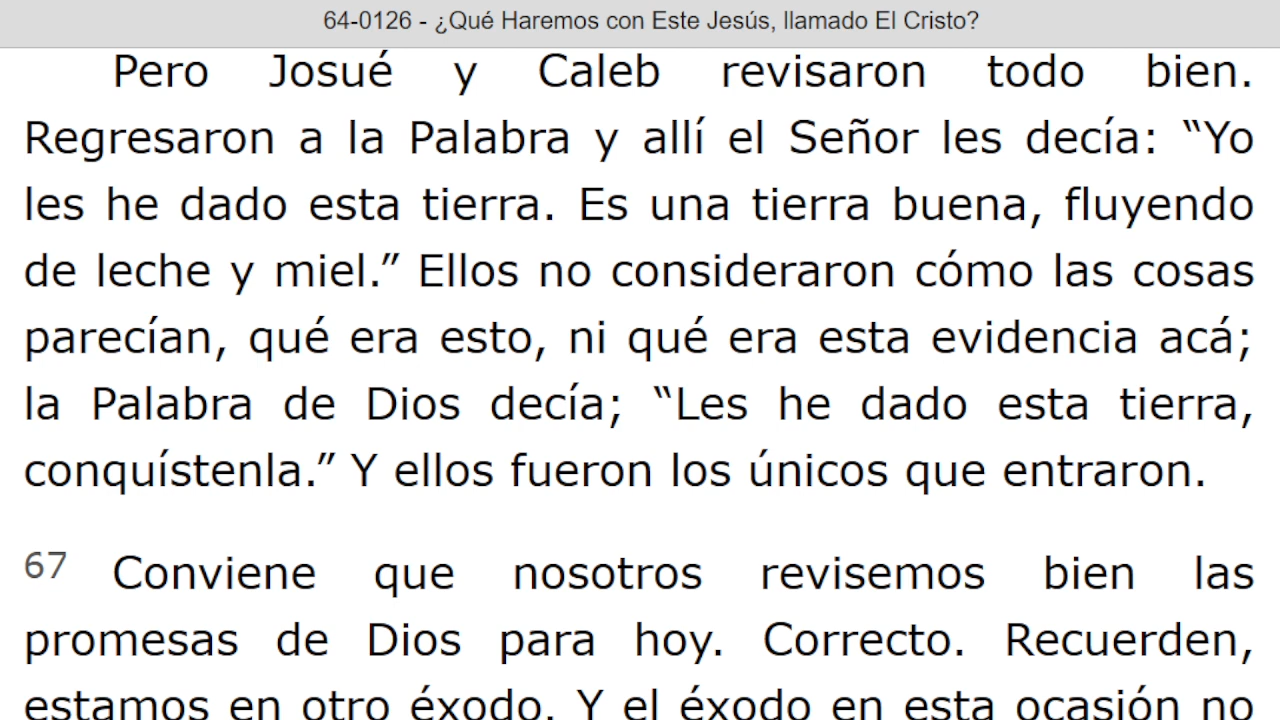 64-0126 - ¿Qué Haremos con Este Jesús, llamado El Cristo?
Pero Josué y Caleb revisaron todo bien.
Regresaron a la Palabra y allí el Señor les decía: “Yo
les he dado esta tierra. Es una tierra buena, fluyendo
de leche y miel.” Ellos no consideraron cómo las cosas
parecían, qué era esto, ni qué era esta evidencia acá;
la Palabra de Dios decía; “Les he dado esta tierra,
conquístenla.” Y ellos fueron los únicos que entraron.
67 Conviene que nosotros revisemos bien las
promesas de Dios para hoy. Correcto. Recuerden,
estamos en otro éxodo. Y el éxodo en esta ocasión no